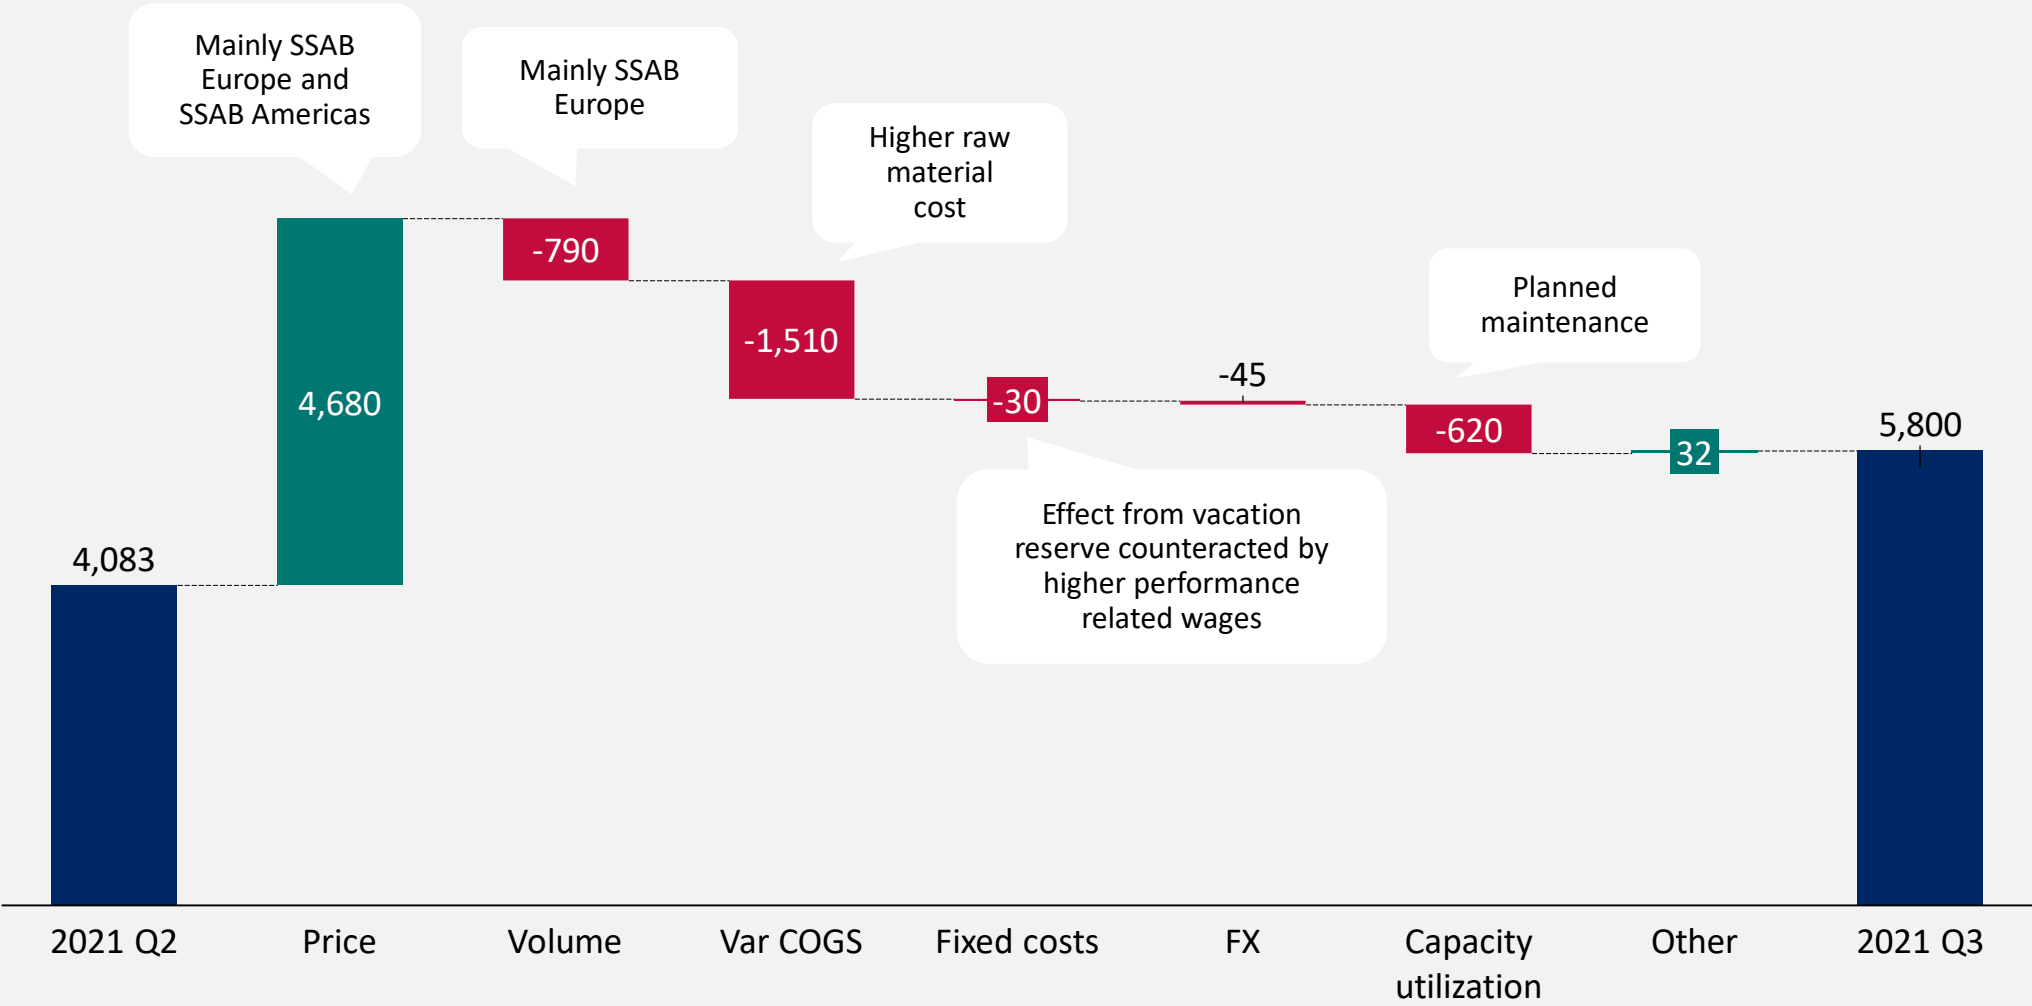 Mainly SSAB
Europe and
SSAB Americas
Mainly SSAB
Europe
Higher raw
material
cost
Planned
maintenance
4,083
4,680
-790
-1,510
-30
-45
-620
32
5,800
Effect from vacation
reserve counteracted by
higher performance
related wages
2021 Q2
Price
Volume
Var COGS
Fixed costs
FX
Capacity
utilization
Other
2021 Q3